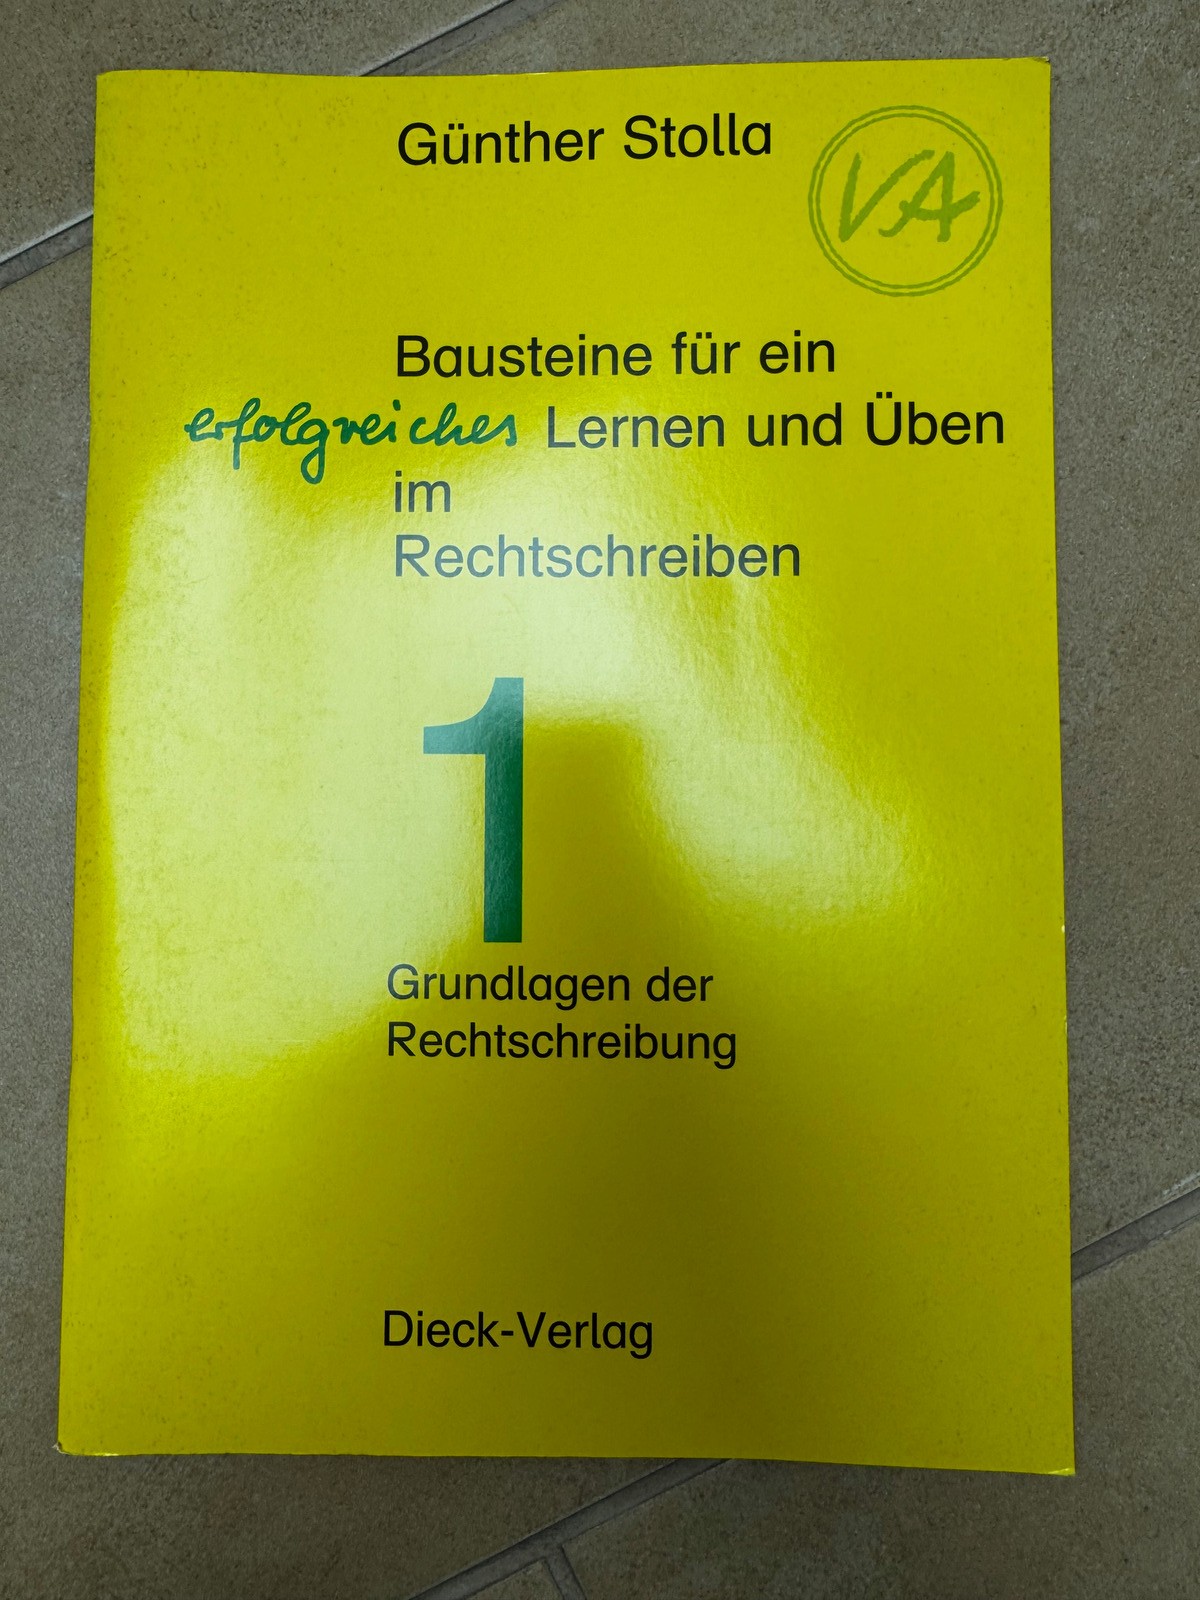 Günther Stolla
VA
Bausteine für ein
erfolgreiches Lernen und Üben
im
Rechtschreiben
1
Grundlagen der
Rechtschreibung
Dieck-Verlag